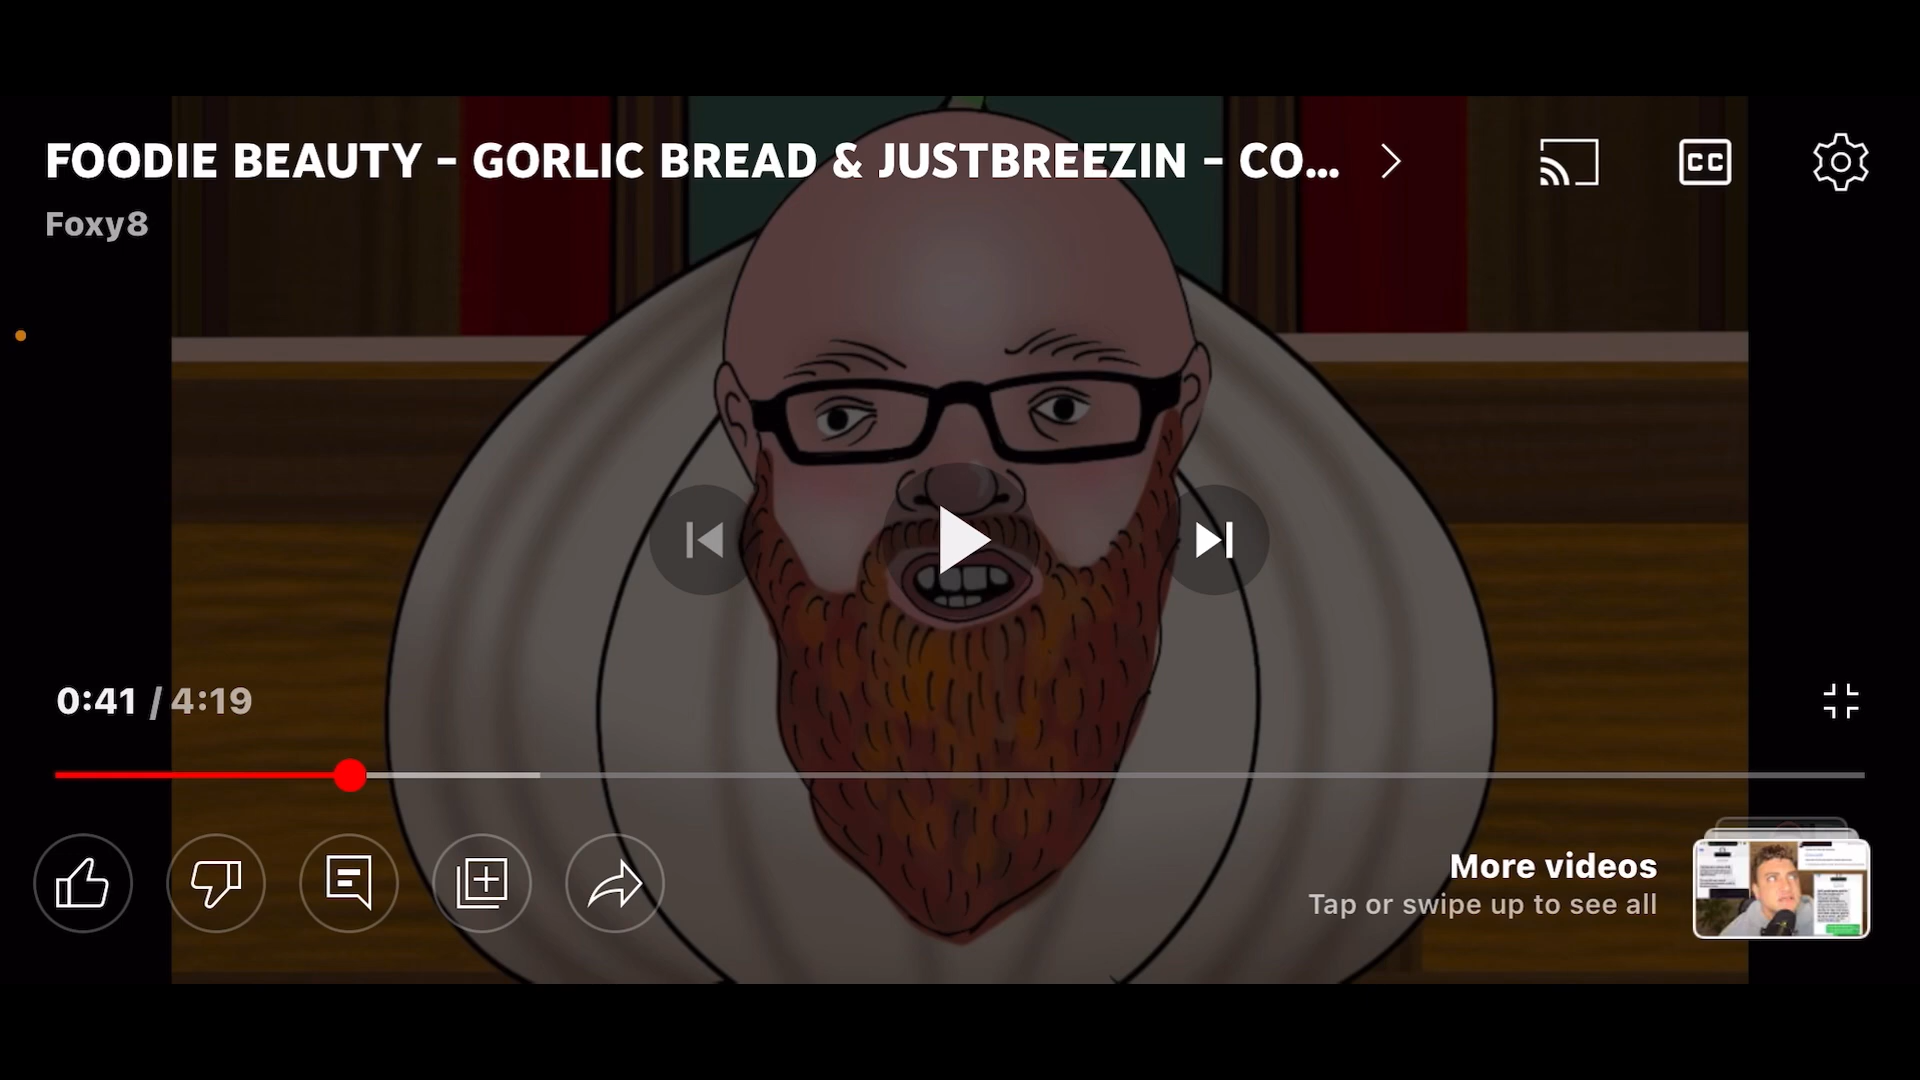 FOODIE BEAUTY - GORLIC BREAD & JUSTBREEZIN - CO...
CC
Foxy8
0:41 / 4:19
More videos
Tap or swipe up to see all